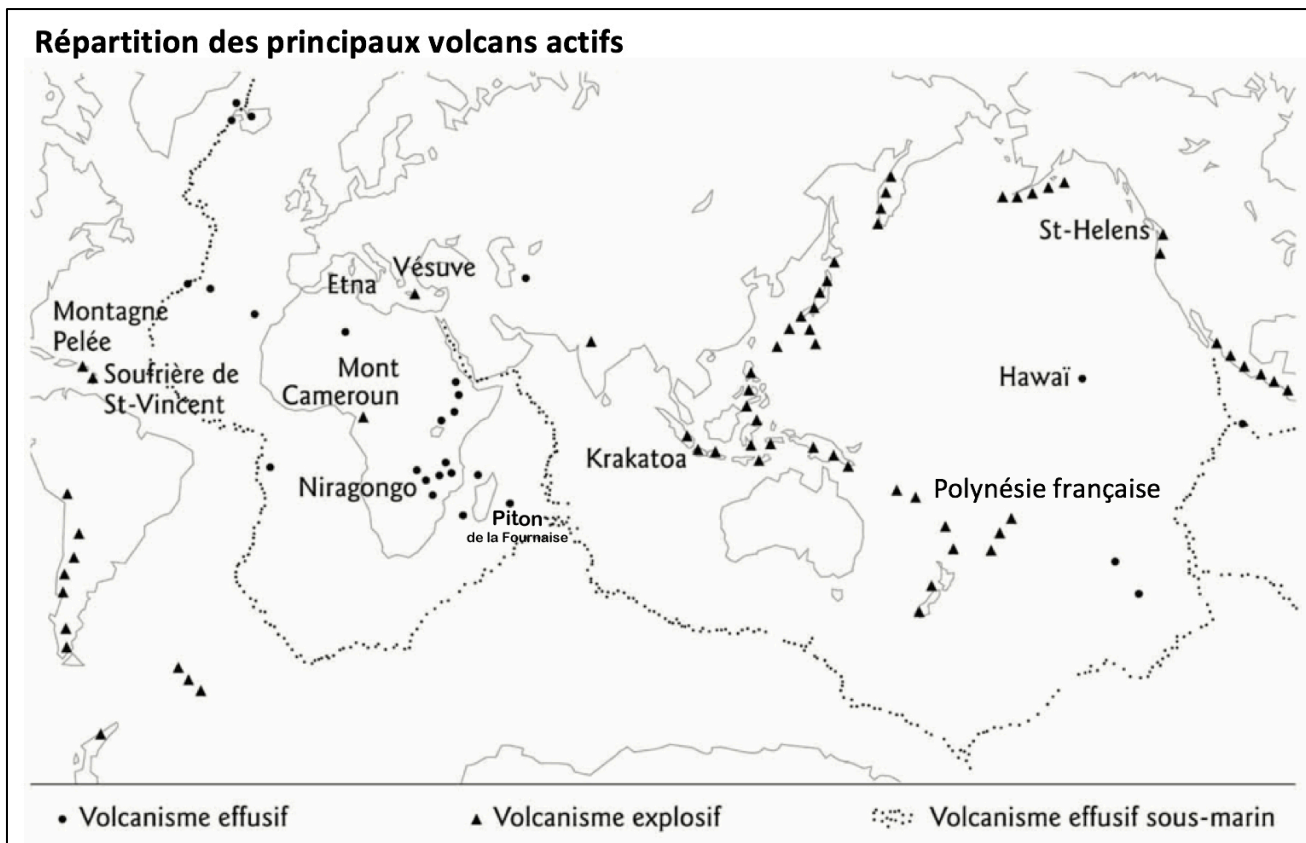 Répartition des principaux volcans actifs
Vésuve
Etna
St-Helens
Montagne
Pelée
Soufrière de
St-Vincent
Mont
Cameroun
Hawaï
Krakatoa
Niragongo
Polynésie française
Piton
de la Fournaise
Volcanisme effusif
Volcanisme explosif
Volcanisme effusif sous-marin